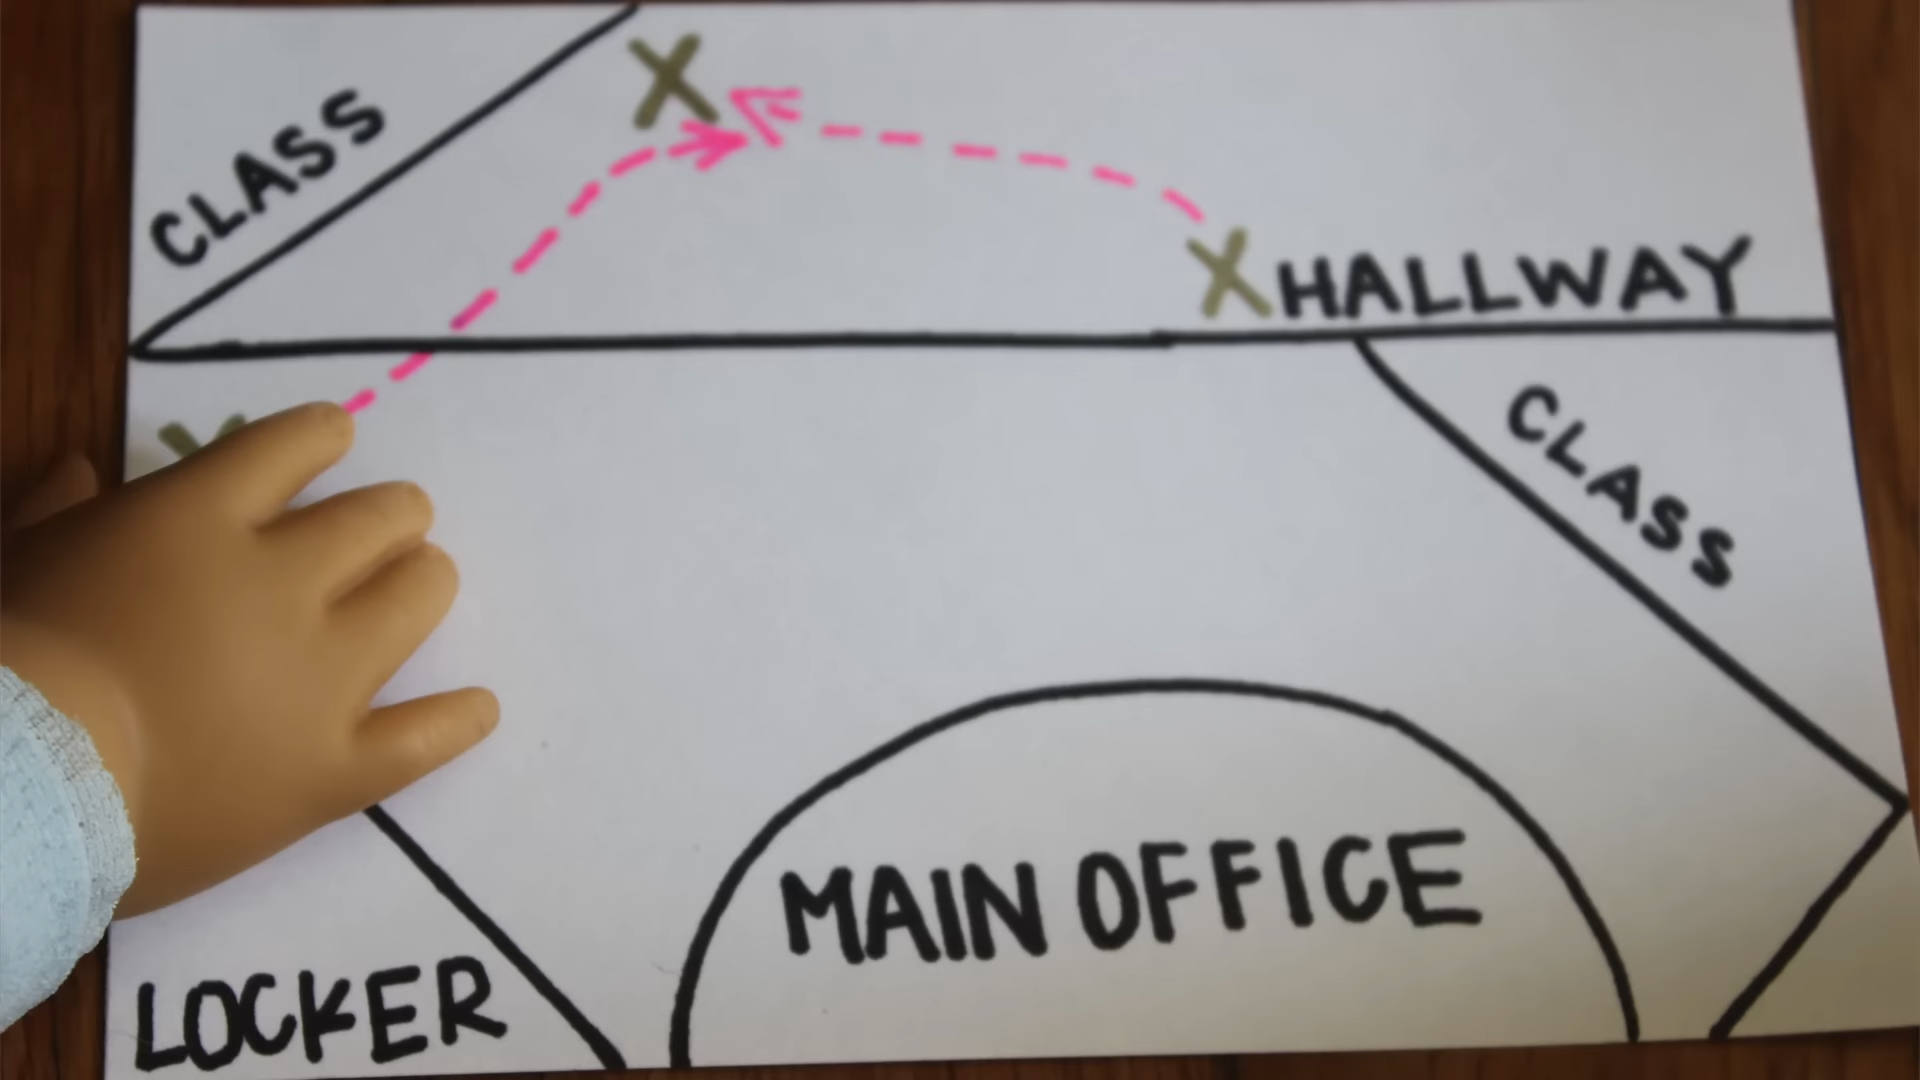 CLASS
X
X HALLWAY
X
CLASS
MAIN OFFICE
LOCKER